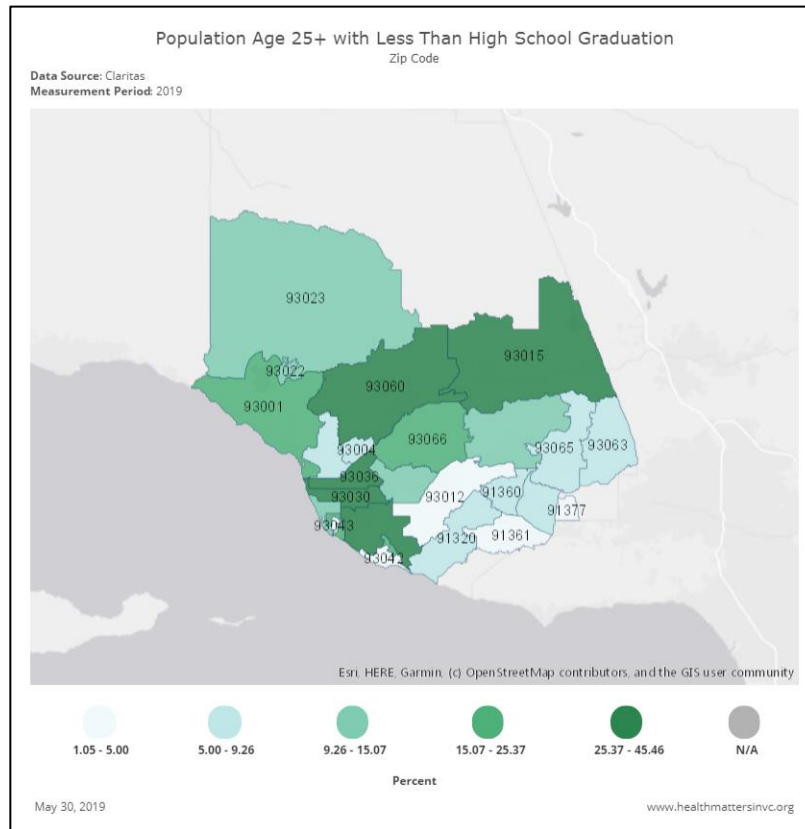 Population Age 25+ with Less Than High School Graduation
Zip Code
Data Source: Claritas
Measurement Period: 2019
93023
93015
93022
93060
93001
93066
93004
93065
93063
93036
93030
93012
91360
91377
93043
91320
91361
93042
Esri, HERE, Garmin, (c) OpenStreetMap contributors, and the GIS user community
1.05 - 5.00
5.00 - 9.26
9.26 - 15.07
15.07 - 25.37
25.37 - 45.46
N/A
Percent
May 30, 2019
www.healthmattersinvc.org